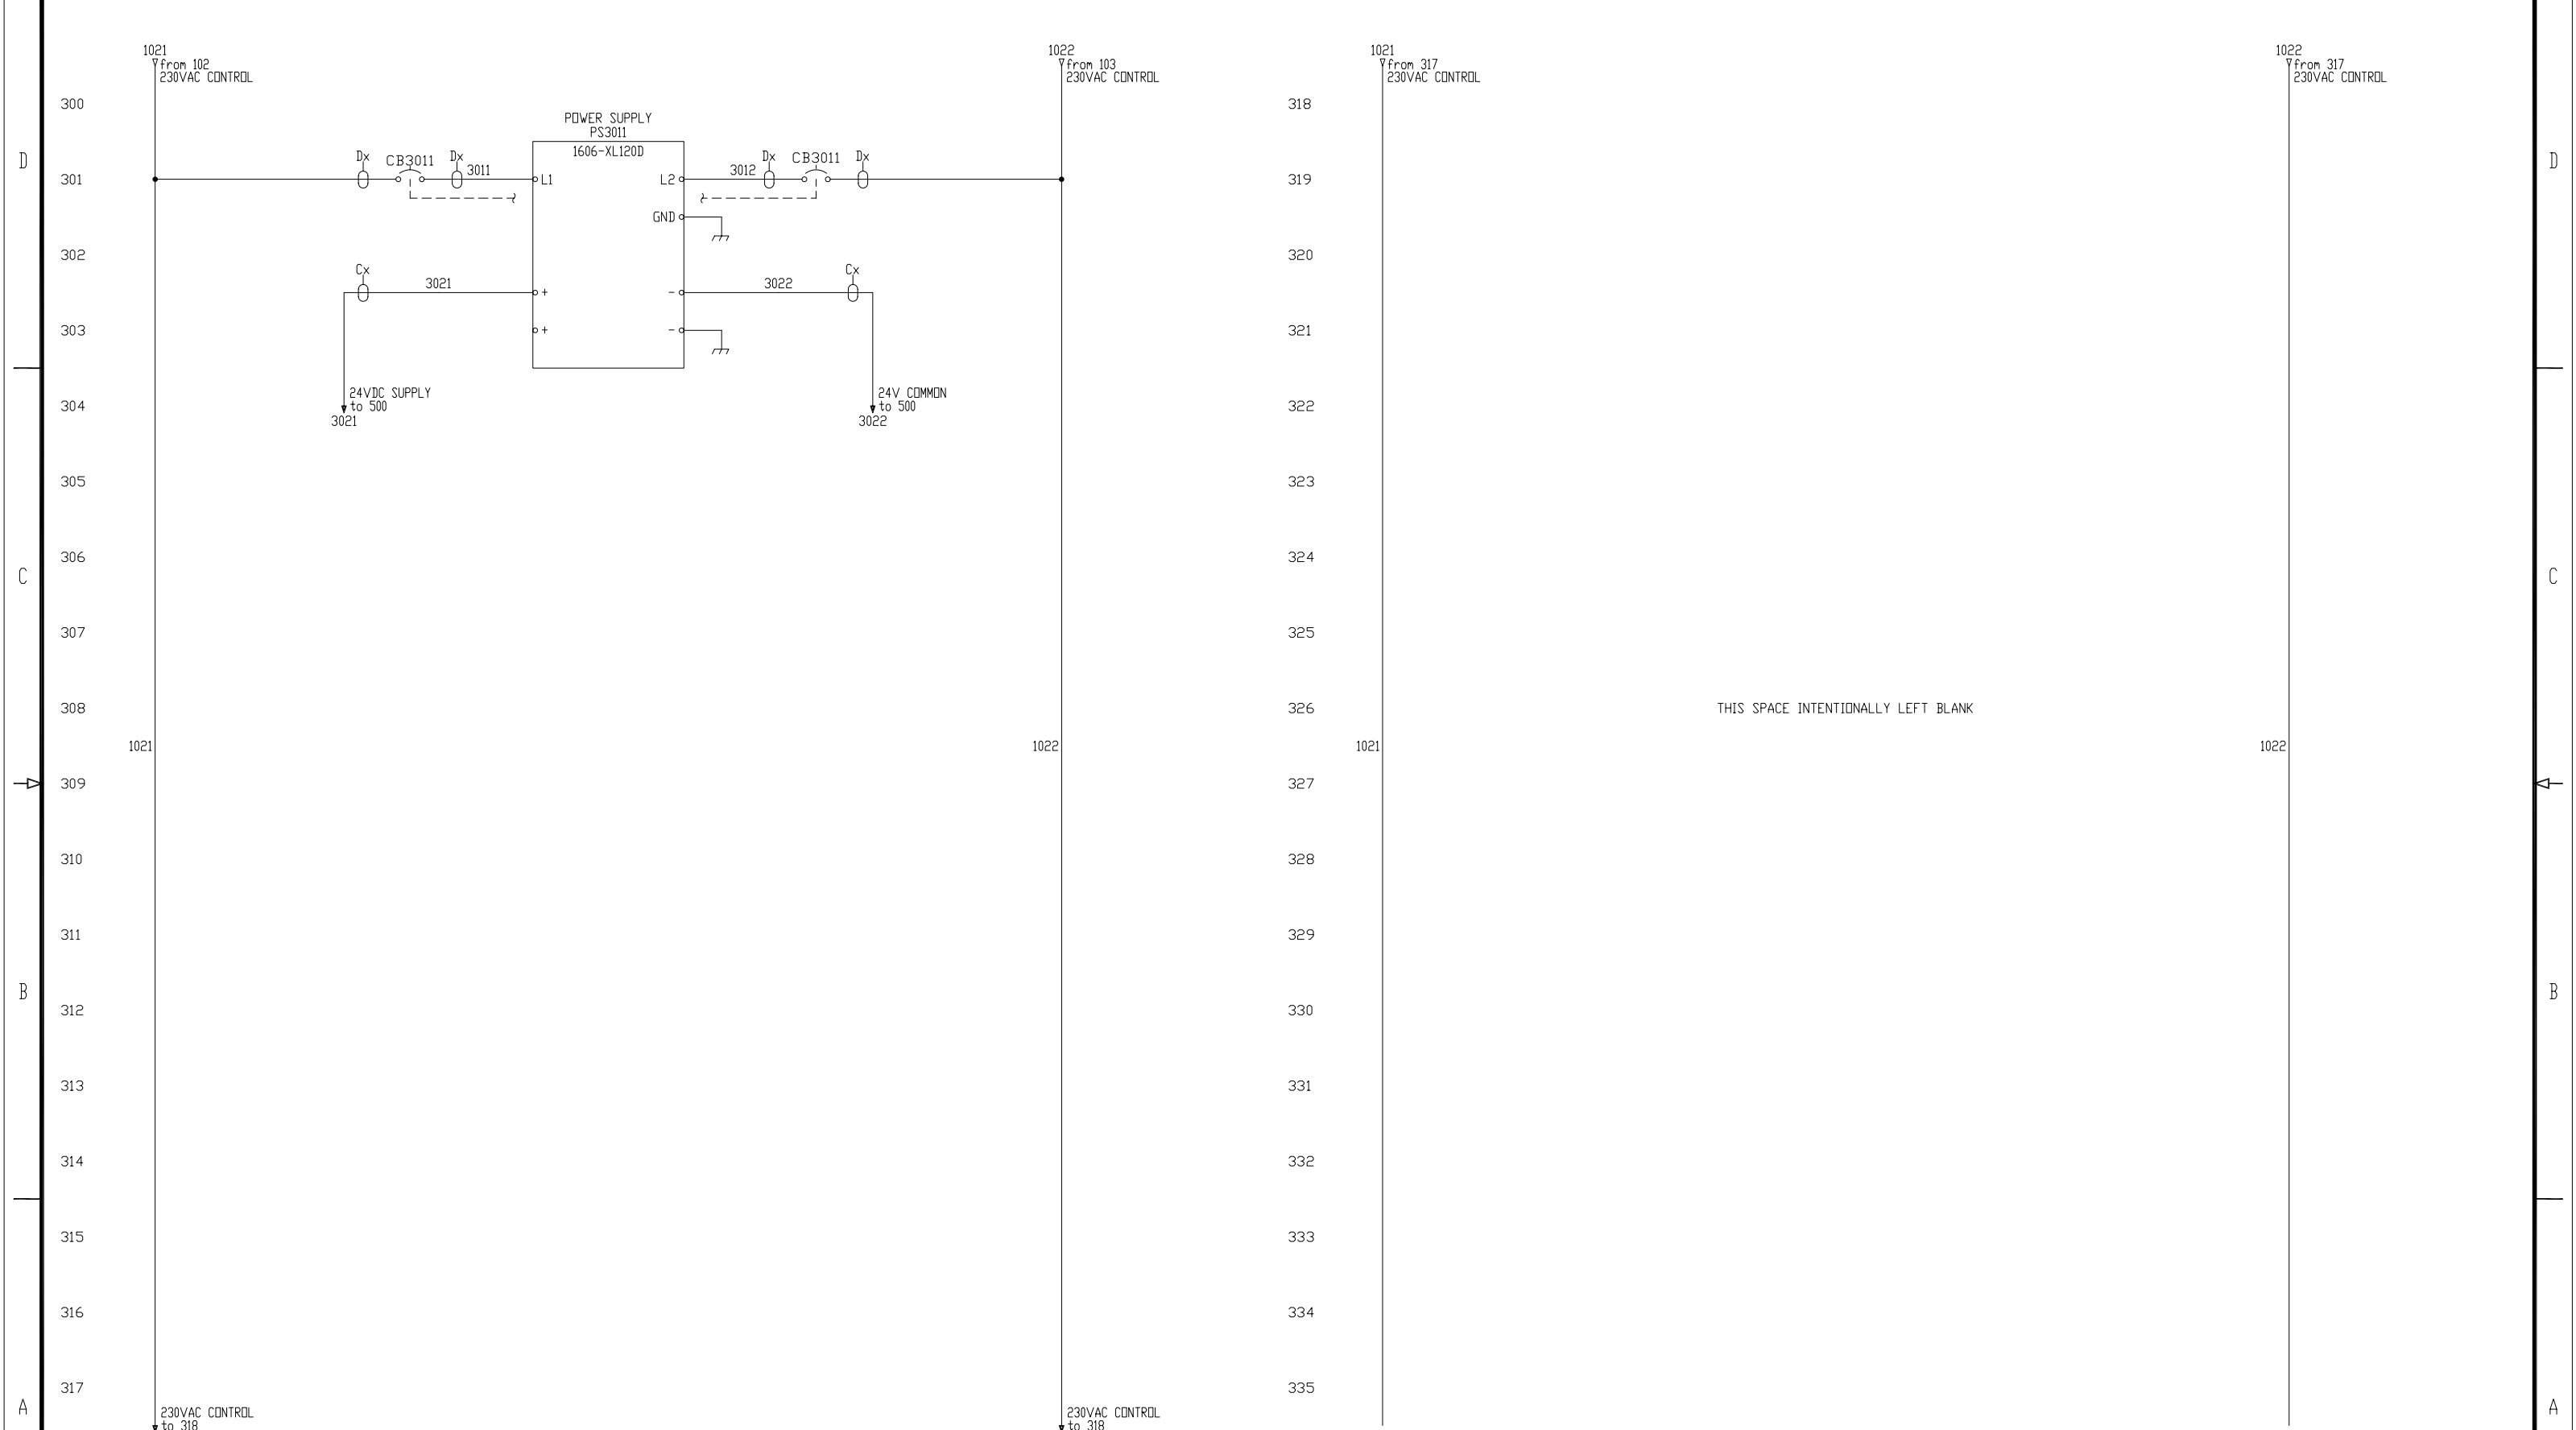 1021
from 102
230VAC CONTROL
1022
from 103
230VAC CONTROL
1021
from 317
230VAC CONTROL
1022
from 317
230VAC CONTROL
300
318
POWER SUPPLY
PS3011
1606-XL120D
D
D
301
Dx
CB3011
Dx
3011
L1
L2
3012
Dx
CB3011
Dx
319
GND
302
320
Cx
3021
+
-
3022
Cx
303
+
-
321
304
24VDC SUPPLY
to 500
3021
24V COMMON
to 500
3022
322
305
323
306
324
C
C
307
325
308
326
THIS SPACE INTENTIONALLY LEFT BLANK
1021
1022
1021
1022
309
327
310
328
311
329
B
B
312
330
313
331
314
332
315
333
316
334
317
335
A
A
230VAC CONTROL
to 318
230VAC CONTROL
to 318